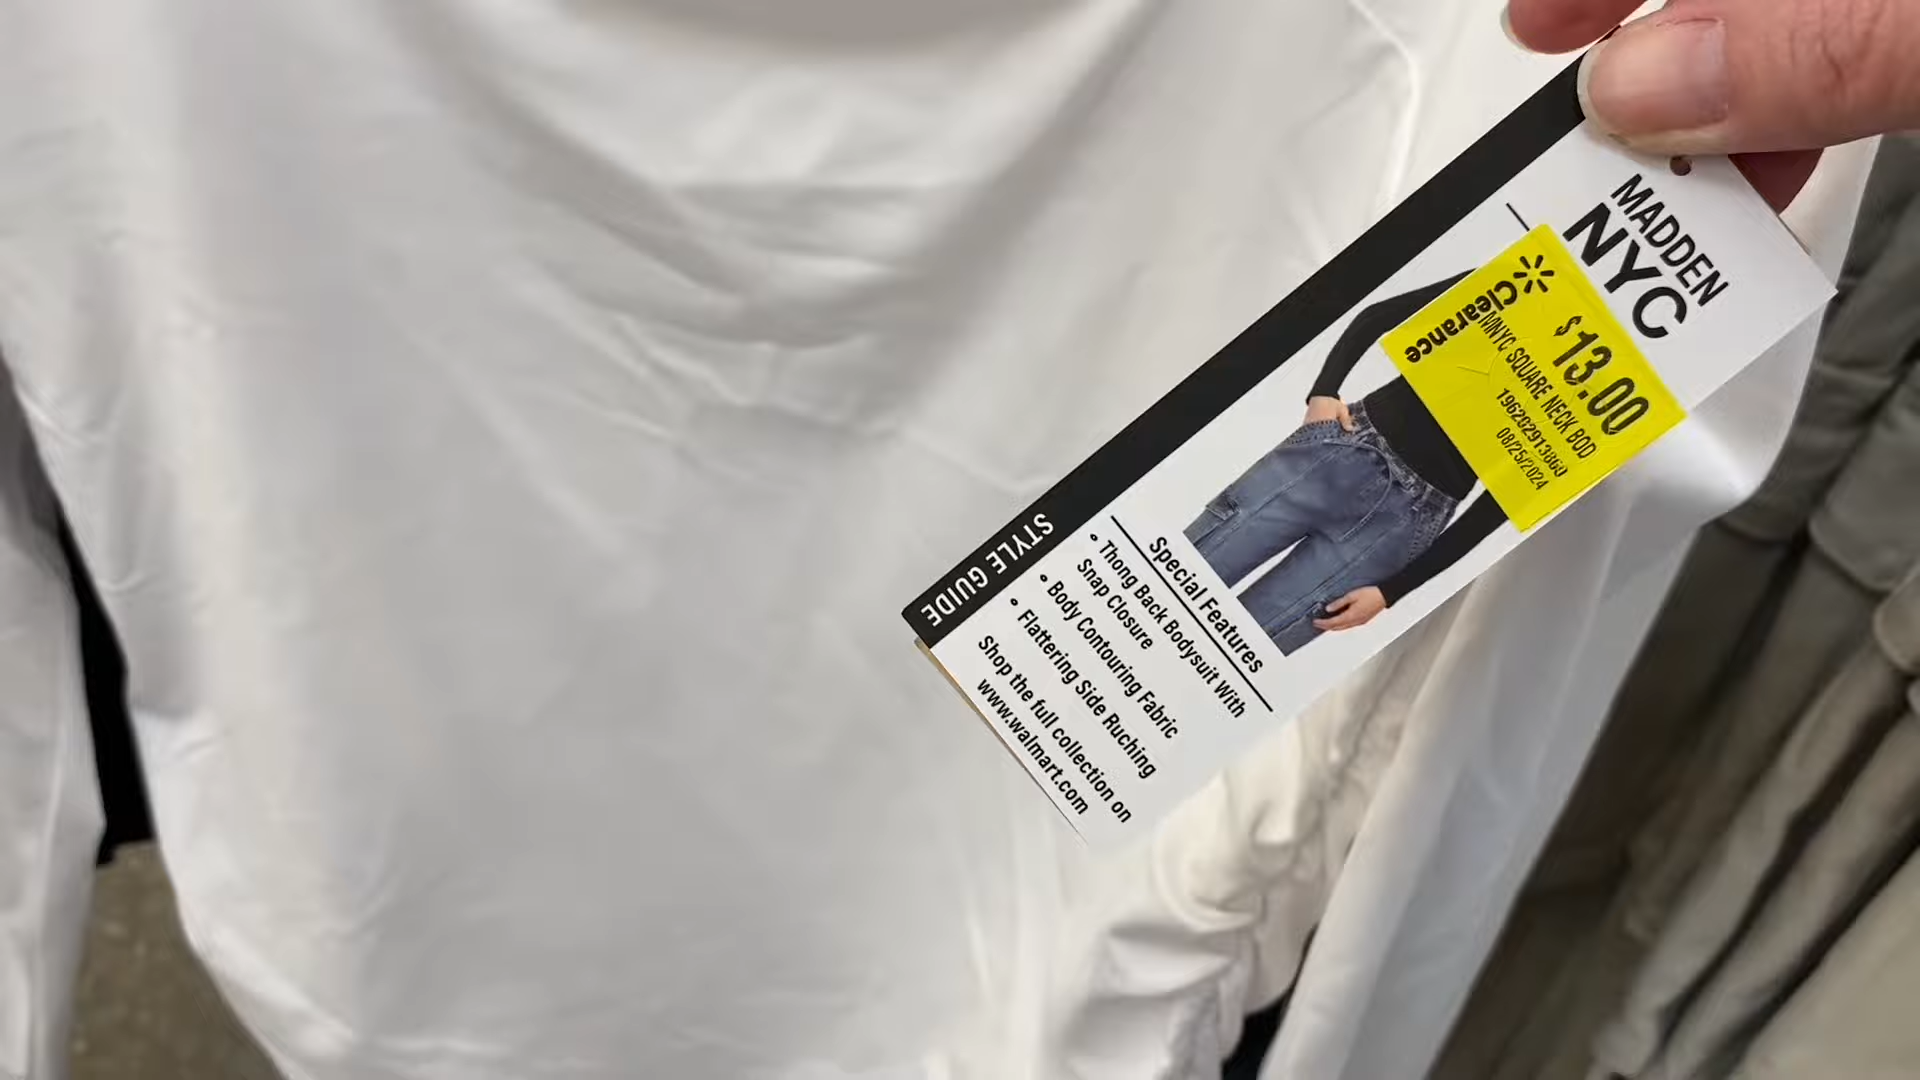 MADDEN
NYC
Clearance
$13.00
MNYC SQUARE NECK BOD
196202913860
08/25/2024
STYLE GUIDE
Special Features
• Thong Back Bodysuit With
Snap Closure
• Body Contouring Fabric
• Flattering Side Ruching
Shop the full collection on
www.walmart.com